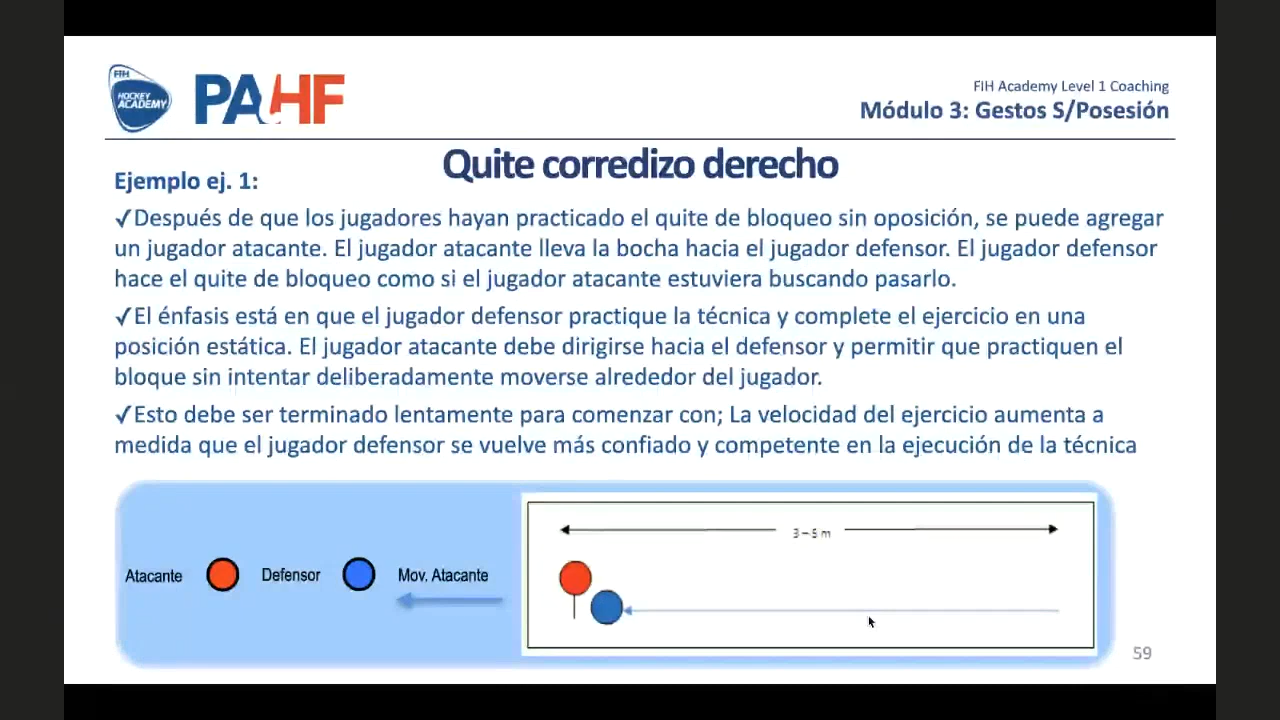 FIH
HOCKEY
ACADEMY
PAHF
FIH Academy Level 1 Coaching
Módulo 3: Gestos S/Posesión
Quite corredizo derecho
Ejemplo ej. 1:
✓Después de que los jugadores hayan practicado el quite de bloqueo sin oposición, se puede agregar
un jugador atacante. El jugador atacante lleva la bocha hacia el jugador defensor. El jugador defensor
hace el quite de bloqueo como si el jugador atacante estuviera buscando pasarlo.
✓El énfasis está en que el jugador defensor practique la técnica y complete el ejercicio en una
posición estática. El jugador atacante debe dirigirse hacia el defensor y permitir que practiquen el
bloque sin intentar deliberadamente moverse alrededor del jugador.
✓Esto debe ser terminado lentamente para comenzar con; La velocidad del ejercicio aumenta a
medida que el jugador defensor se vuelve más confiado y competente en la ejecución de la técnica
Atacante
Defensor
Mov. Atacante
3 – 5 m
59